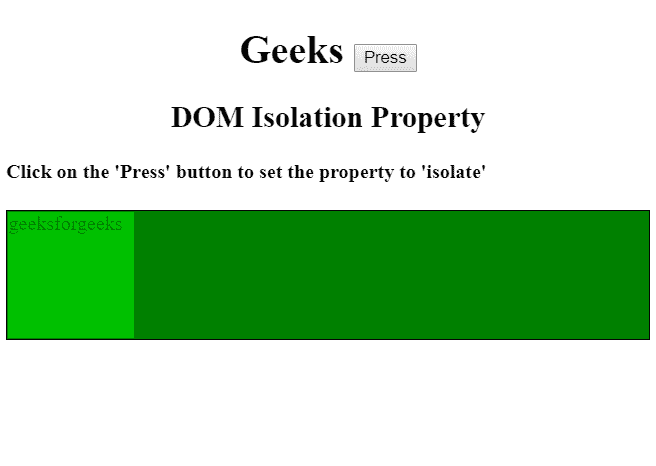 Geeks Press
DOM Isolation Property
Click on the 'Press' button to set the property to 'isolate'
geeksforgeeks